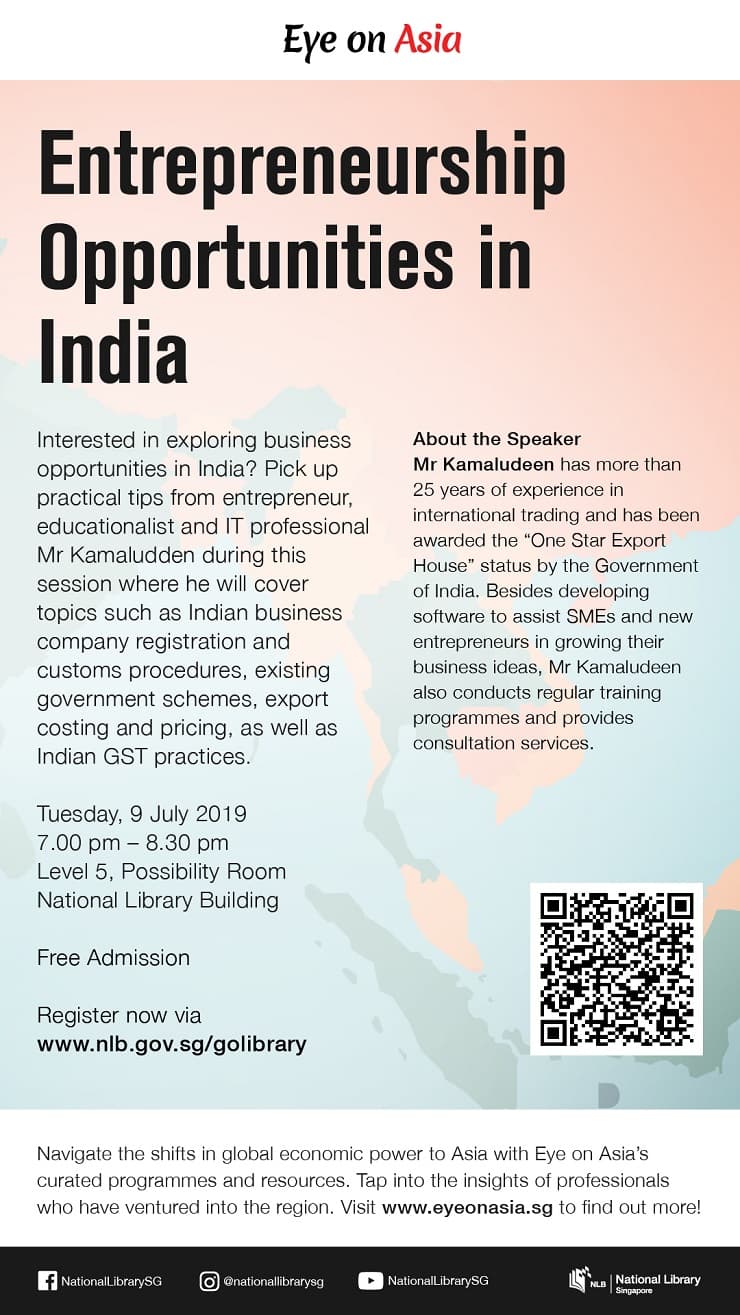 Eye on Asia
Entrepreneurship
Opportunities in
India
Interested in exploring business
opportunities in India? Pick up
practical tips from entrepreneur,
educationalist and IT professional
Mr Kamaludden during this
session where he will cover
topics such as Indian business
company registration and
customs procedures, existing
government schemes, export
costing and pricing, as well as
Indian GST practices.
Tuesday, 9 July 2019
7.00 pm – 8.30 pm
Level 5, Possibility Room
National Library Building
Free Admission
Register now via
www.nlb.gov.sg/golibrary
About the Speaker
Mr Kamaludeen has more than
25 years of experience in
international trading and has been
awarded the “One Star Export
House” status by the Government
of India. Besides developing
software to assist SMEs and new
entrepreneurs in growing their
business ideas, Mr Kamaludeen
also conducts regular training
programmes and provides
consultation services.
Navigate the shifts in global economic power to Asia with Eye on Asia’s
curated programmes and resources. Tap into the insights of professionals
who have ventured into the region. Visit www.eyeonasia.sg to find out more!
NationalLibrarySG
@nationallibrarysg
NationalLibrarySG
NLB
National Library
Singapore